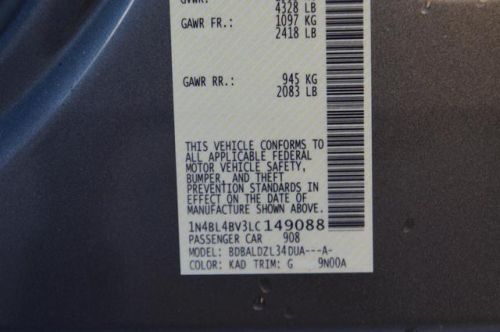 4328 LB
GAWR FR.: 1097 KG
2418 LB
GAWR RR.: 945 KG
2083 LB
THIS VEHICLE CONFORMS TO
ALL APPLICABLE FEDERAL
MOTOR VEHICLE SAFETY,
BUMPER, AND THEFT
PREVENTION STANDARDS IN
EFFECT ON THE DATE OF
MANUFACTURE SHOWN ABOVE.
1N4BL4BV3LC149088
PASSENGER CAR 908
MODEL: BDBALDZL34DUA---A-
COLOR: KAD TRIM: G 9N00A